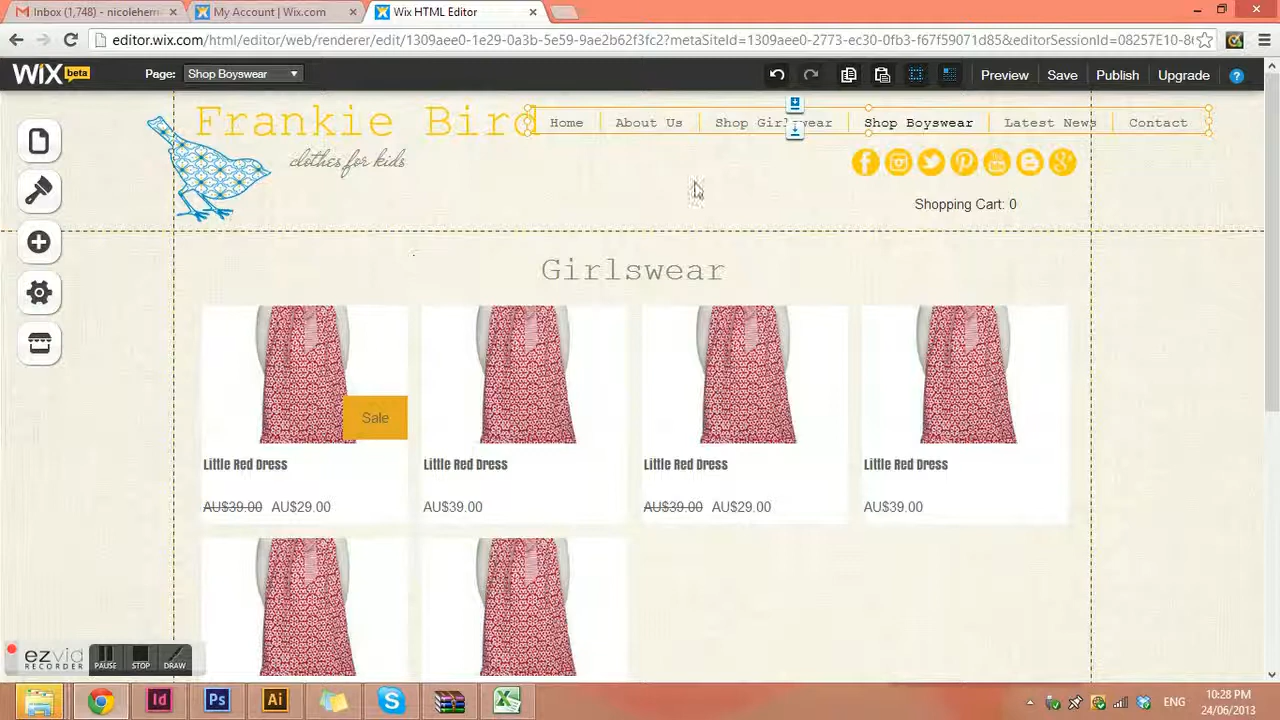 Inbox (1,748) - nicolehern
My Account | Wix.com
Wix HTML Editor
editor.wix.com/html/editor/web/renderer/edit/1309aee0-1e29-0a3b-5e59-9ae2b62f3fc2?metaSiteId=1309aee0-2773-ec30-0fb3-f67f59071d85&editorSessionId=08257E10-8
WiX beta
Page: Shop Boyswear
Preview Save Publish Upgrade ?
Frankie Bird
clothes for kids
Home About Us Shop Girlswear Shop Boyswear Latest News Contact
Shopping Cart: 0
Girlswear
Sale
Little Red Dress Little Red Dress Little Red Dress Little Red Dress
AU$39.00 AU$29.00 AU$39.00 AU$39.00 AU$29.00 AU$39.00
ezvid
RECORDER
PAUSE STOP DRAW
Id Ps Ai
ENG
10:28 PM
24/06/2013